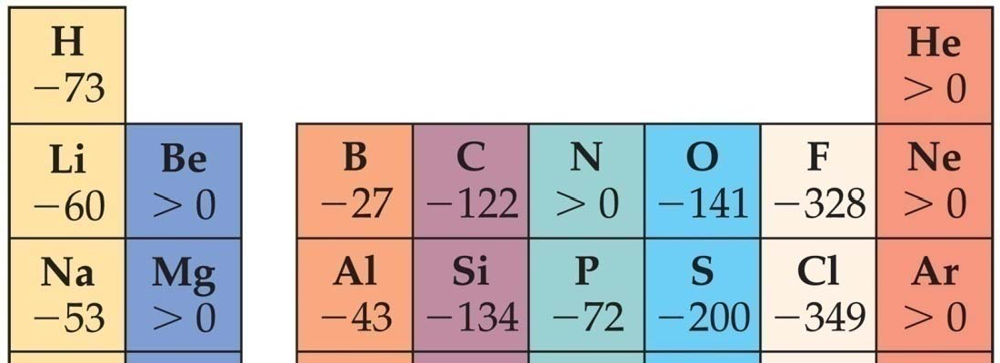 H He
−73 > 0
Li Be B C N O F Ne
−60 > 0 −27 −122 > 0 −141 −328 > 0
Na Mg Al Si P S Cl Ar
−53 > 0 −43 −134 −72 −200 −349 > 0